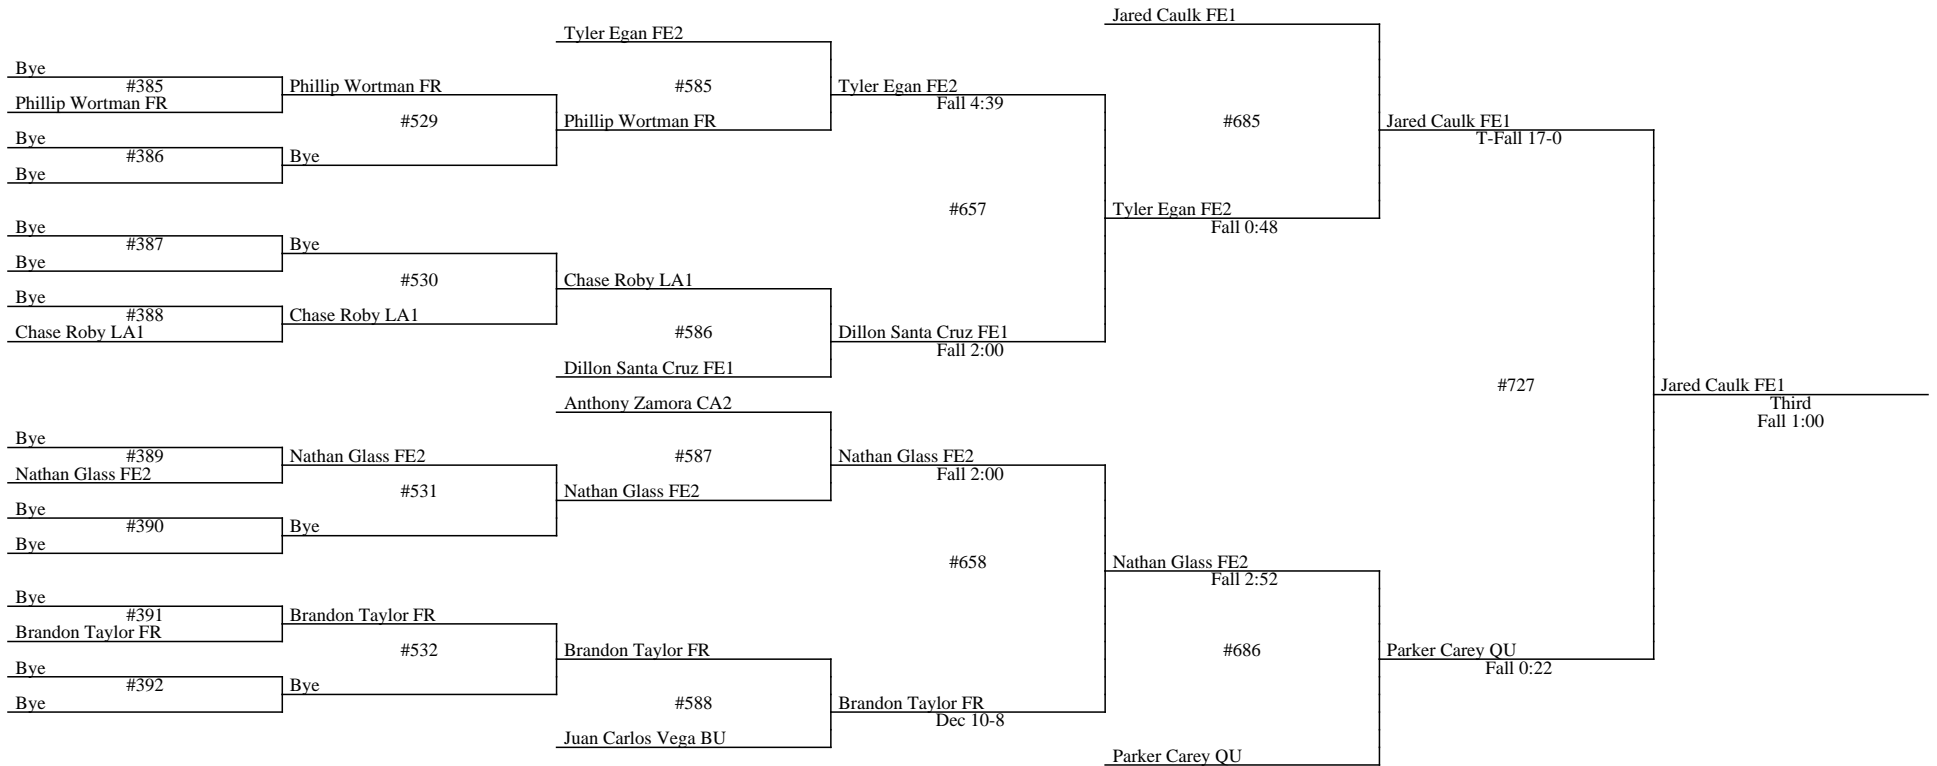 Jared Caulk FE1
Tyler Egan FE2
Bye
#385
Phillip Wortman FR
Phillip Wortman FR
#529
#585
Tyler Egan FE2
Fall 4:39
Phillip Wortman FR
#685
Jared Caulk FE1
T-Fall 17-0
Bye
#386
Bye
Bye
#657
Tyler Egan FE2
Fall 0:48
Bye
#387
Bye
Bye
#530
Chase Roby LA1
Bye
#388
Chase Roby LA1
Chase Roby LA1
#586
Dillon Santa Cruz FE1
Fall 2:00
Dillon Santa Cruz FE1
#727
Jared Caulk FE1
Third
Fall 1:00
Anthony Zamora CA2
Bye
#389
Nathan Glass FE2
Nathan Glass FE2
#531
#587
Nathan Glass FE2
Fall 2:00
Nathan Glass FE2
Bye
#390
Bye
Bye
#658
Nathan Glass FE2
Fall 2:52
Bye
#391
Brandon Taylor FR
Brandon Taylor FR
#532
Brandon Taylor FR
#686
Parker Carey QU
Fall 0:22
Bye
#392
Bye
Bye
#588
Brandon Taylor FR
Dec 10-8
Juan Carlos Vega BU
Parker Carey QU